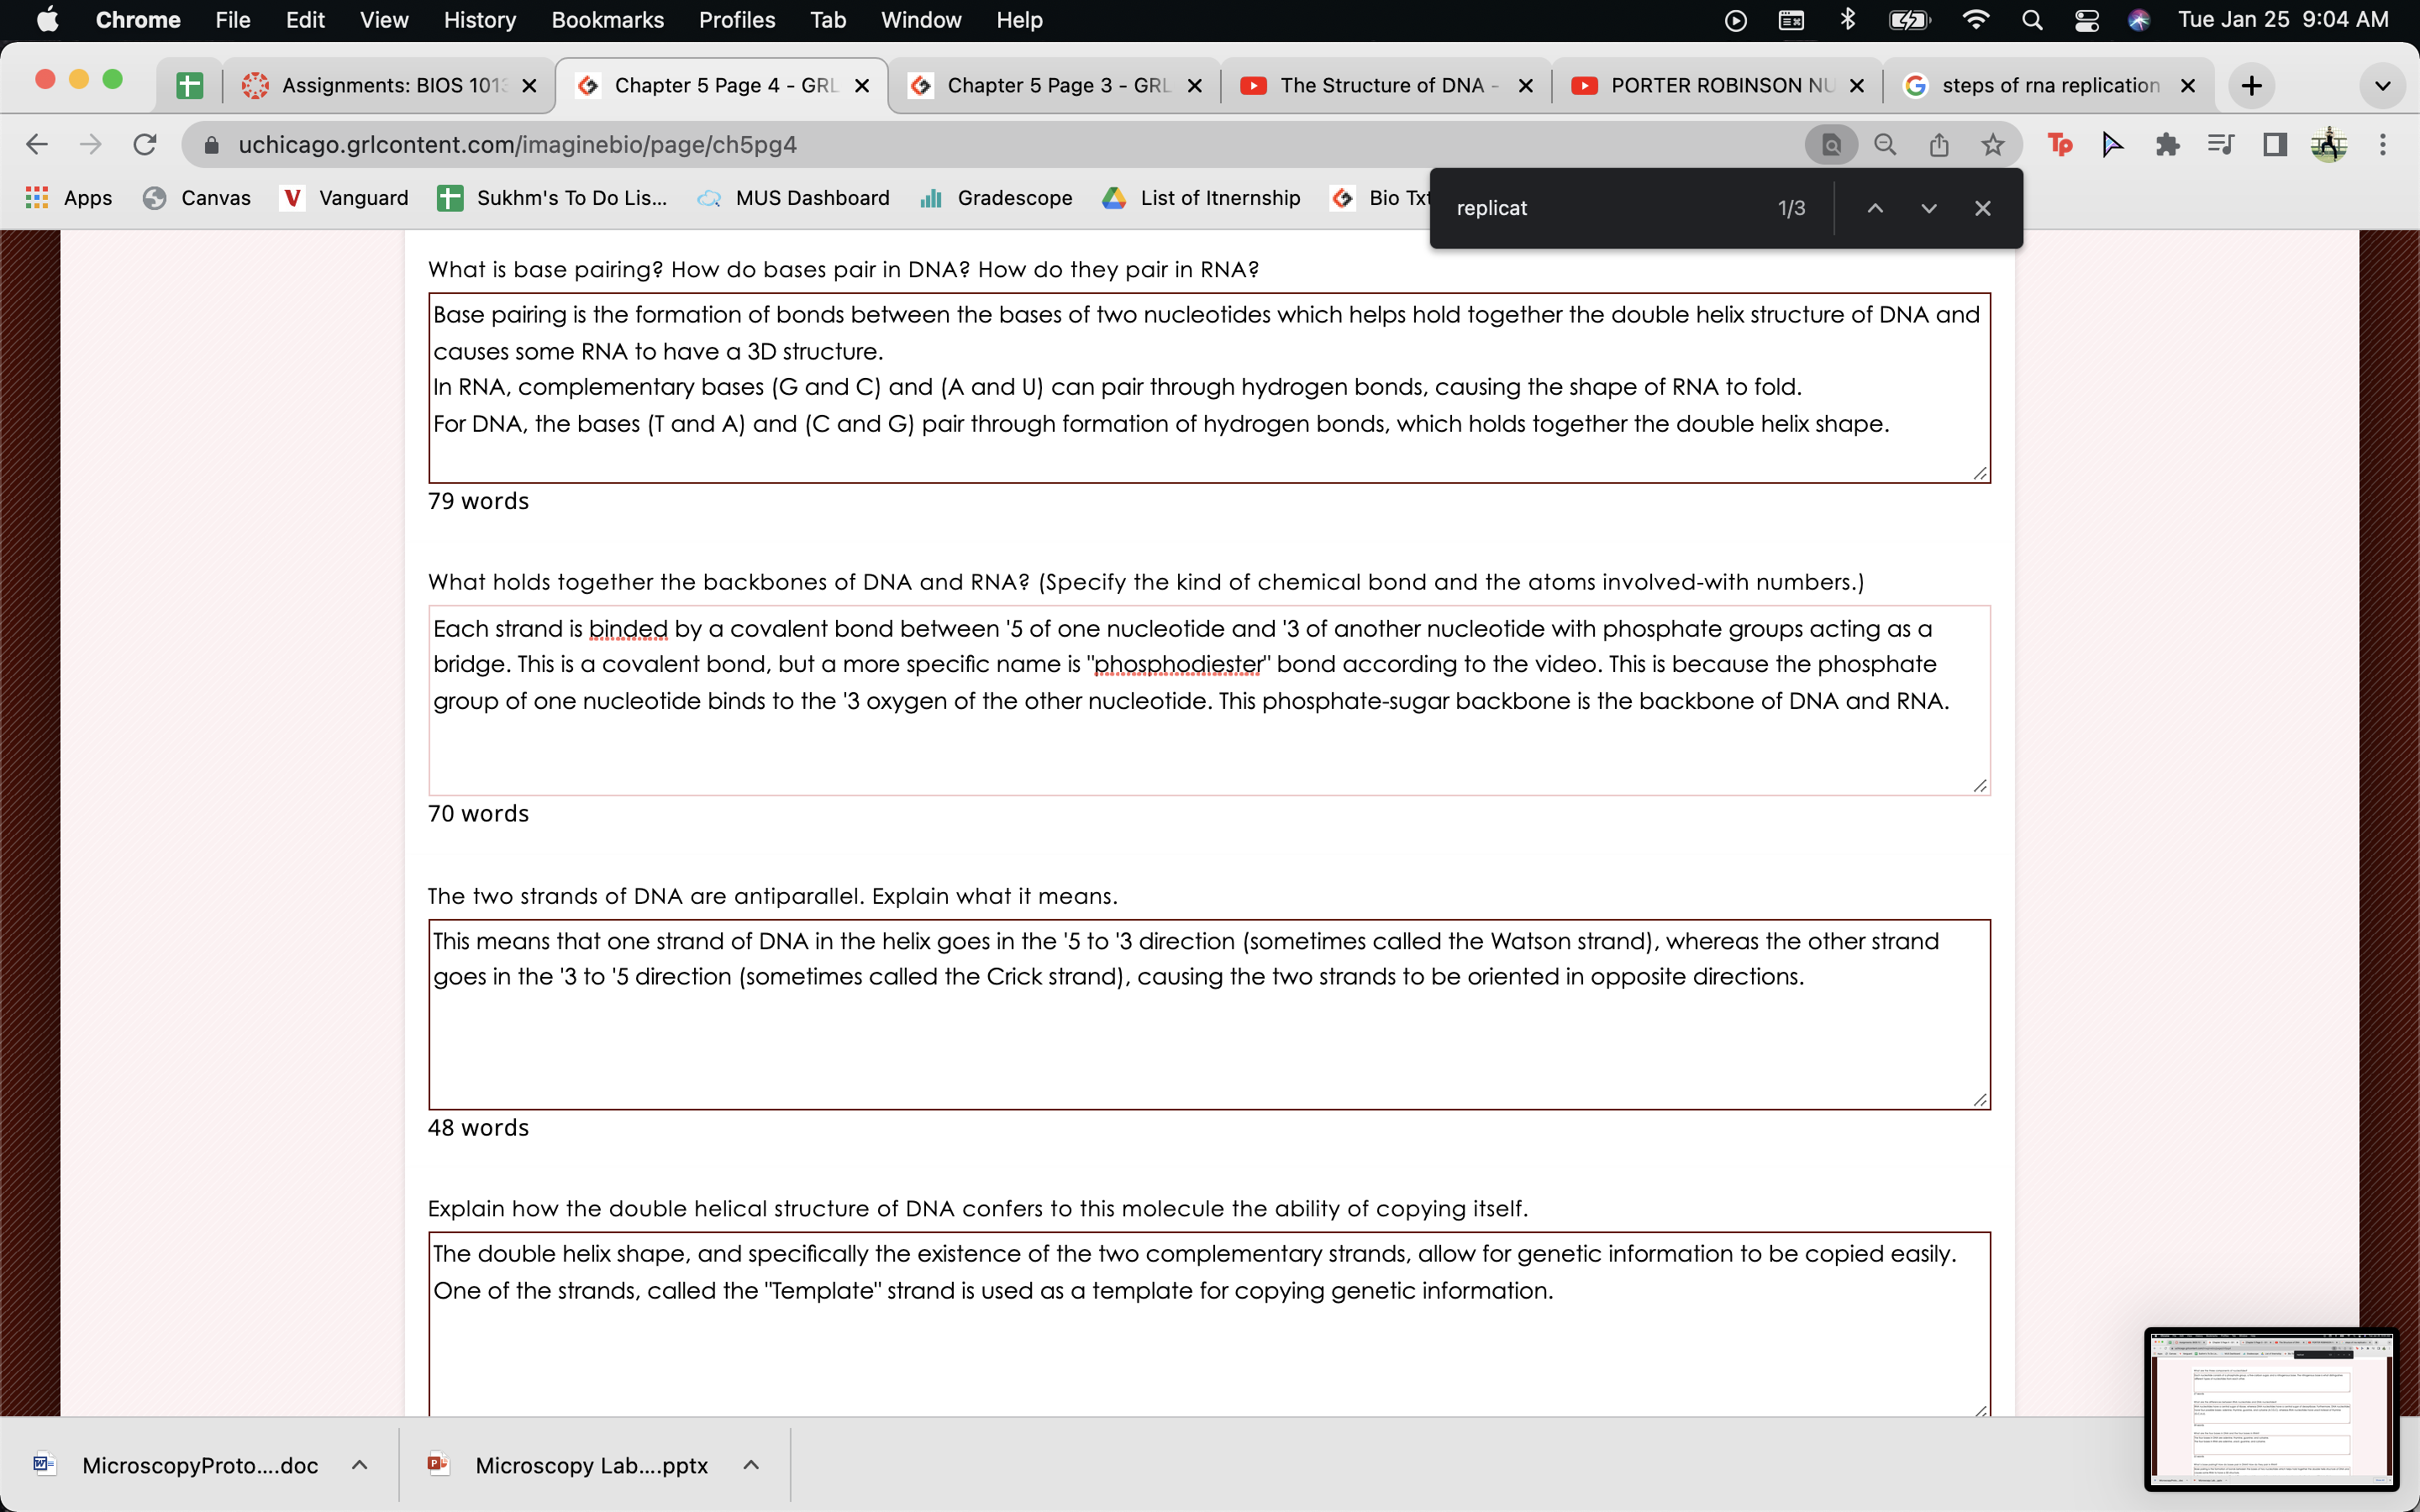 Chrome File Edit View History Bookmarks Profiles Tab Window Help Tue Jan 25 9:04 AM
Assignments: BIOS 1013 Chapter 5 Page 4 - GRL Chapter 5 Page 3 - GRL The Structure of DNA - PORTER ROBINSON NU steps of rna replication
uchicago.grlcontent.com/imaginebio/page/ch5pg4
Apps Canvas Vanguard Sukhm's To Do Lis... MUS Dashboard Gradescope List of Itnernship Bio Txt
replicat 1/3
What is base pairing? How do bases pair in DNA? How do they pair in RNA?
Base pairing is the formation of bonds between the bases of two nucleotides which helps hold together the double helix structure of DNA and
causes some RNA to have a 3D structure.
In RNA, complementary bases (G and C) and (A and U) can pair through hydrogen bonds, causing the shape of RNA to fold.
For DNA, the bases (T and A) and (C and G) pair through formation of hydrogen bonds, which holds together the double helix shape.
79 words
What holds together the backbones of DNA and RNA? (Specify the kind of chemical bond and the atoms involved-with numbers.)
Each strand is binded by a covalent bond between '5 of one nucleotide and '3 of another nucleotide with phosphate groups acting as a
bridge. This is a covalent bond, but a more specific name is "phosphodiester" bond according to the video. This is because the phosphate
group of one nucleotide binds to the '3 oxygen of the other nucleotide. This phosphate-sugar backbone is the backbone of DNA and RNA.
70 words
The two strands of DNA are antiparallel. Explain what it means.
This means that one strand of DNA in the helix goes in the '5 to '3 direction (sometimes called the Watson strand), whereas the other strand
goes in the '3 to '5 direction (sometimes called the Crick strand), causing the two strands to be oriented in opposite directions.
48 words
Explain how the double helical structure of DNA confers to this molecule the ability of copying itself.
The double helix shape, and specifically the existence of the two complementary strands, allow for genetic information to be copied easily.
One of the strands, called the "Template" strand is used as a template for copying genetic information.
MicroscopyProto....doc Microscopy Lab....pptx